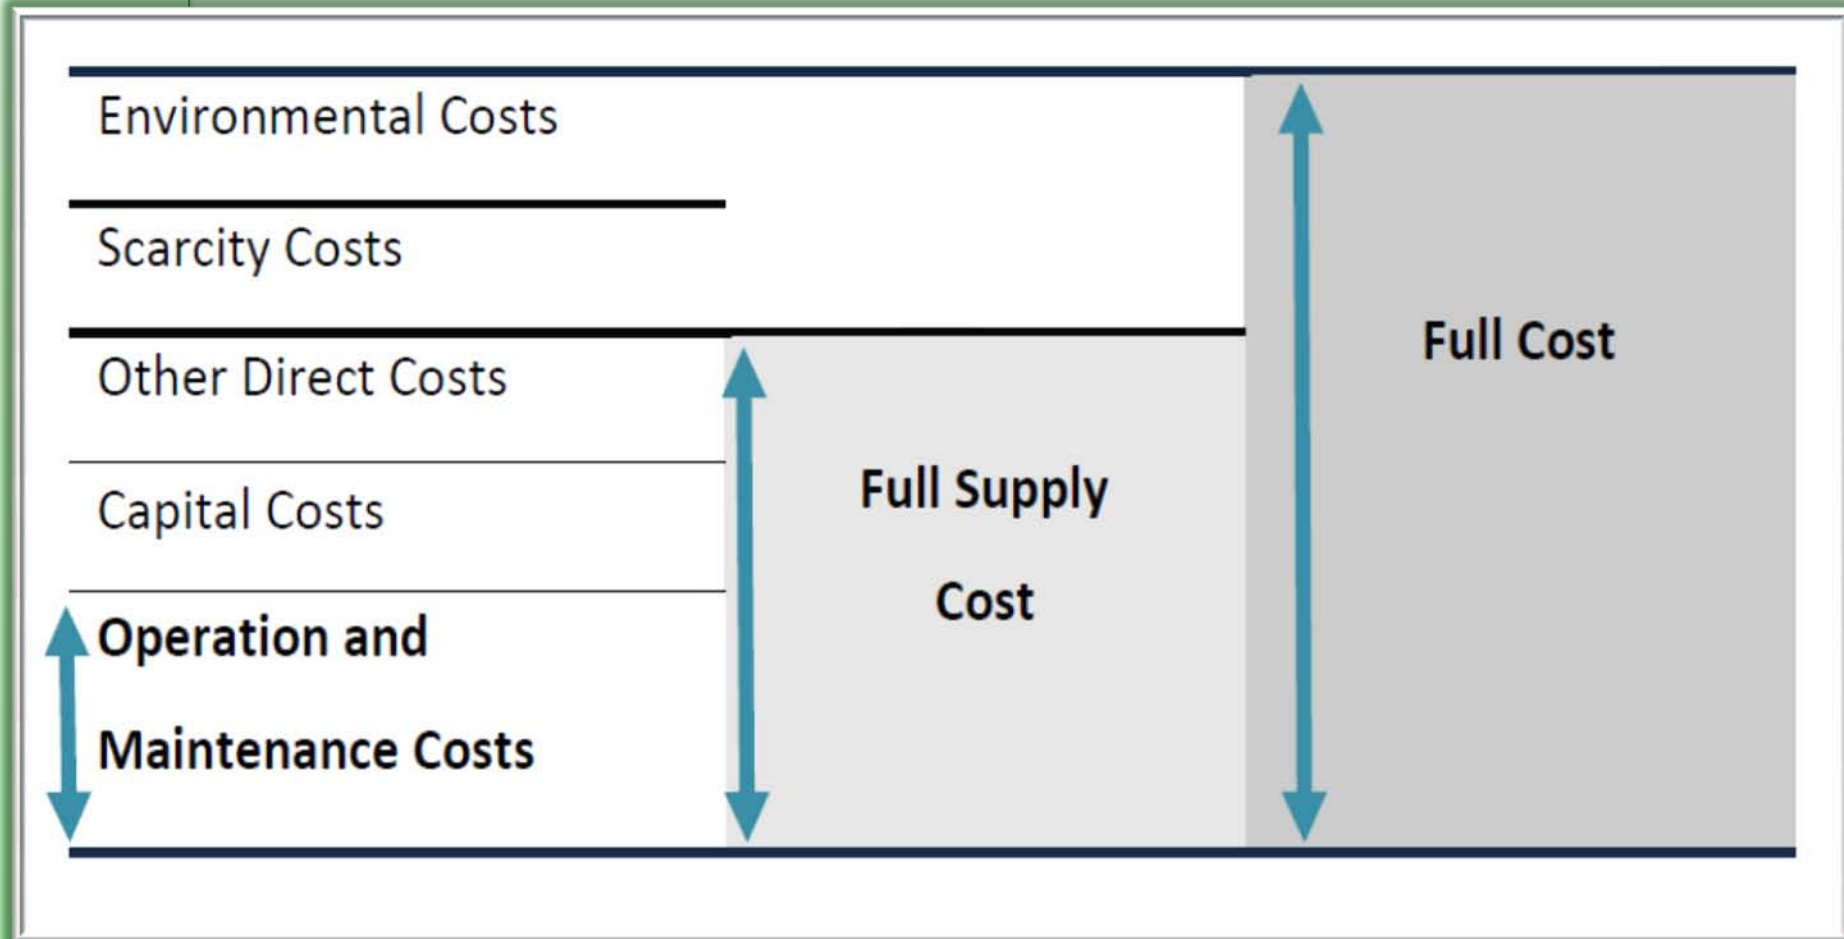 Environmental Costs
Scarcity Costs
Other Direct Costs
Capital Costs
Operation and
Maintenance Costs
Full Supply
Cost
Full Cost